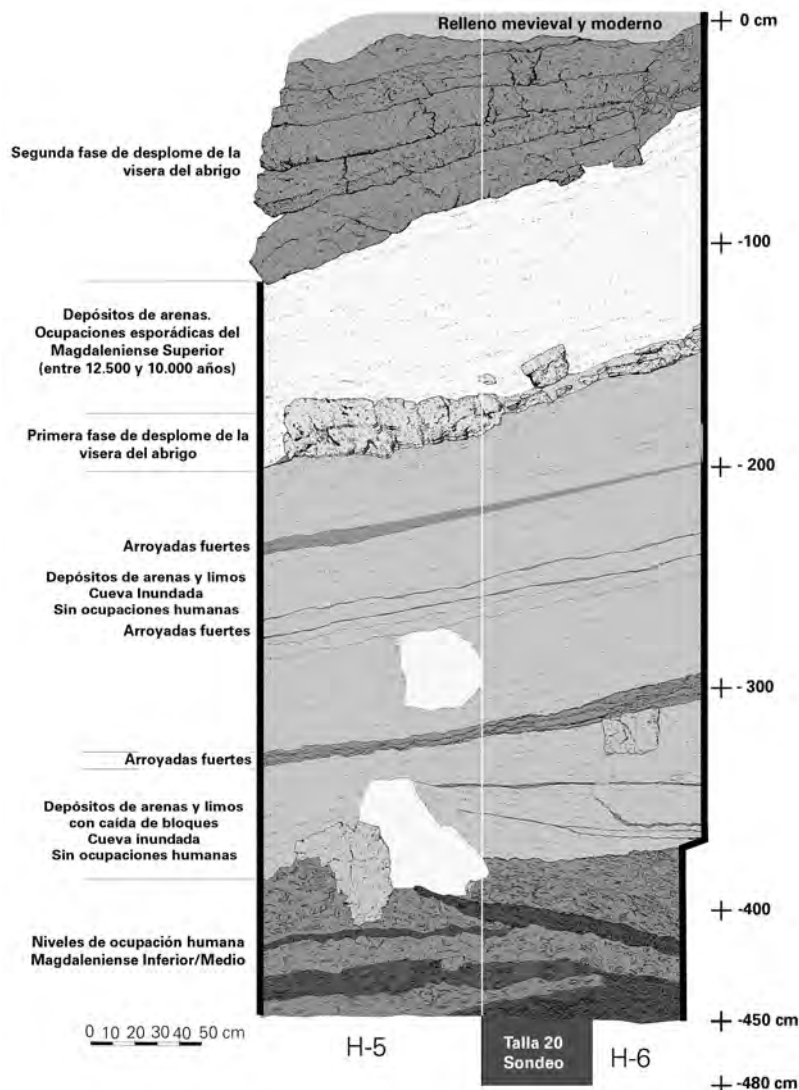 Relleno mevieval y moderno
0 cm
Segunda fase de desplome de la
visera del abrigo
-100
Depósitos de arenas.
Ocupaciones esporádicas del
Magdaleniense Superior
(entre 12.500 y 10.000 años)
Primera fase de desplome de la
visera del abrigo
- 200
Arroyadas fuertes
Depósitos de arenas y limos
Cueva Inundada
Sin ocupaciones humanas
Arroyadas fuertes
- 300
Arroyadas fuertes
Depósitos de arenas y limos
con caída de bloques
Cueva inundada
Sin ocupaciones humanas
-400
Niveles de ocupación humana
Magdaleniense Inferior/Medio
-450 cm
0 10 20 30 40 50 cm
H-5
Talla 20
Sondeo
H-6
-480 cm